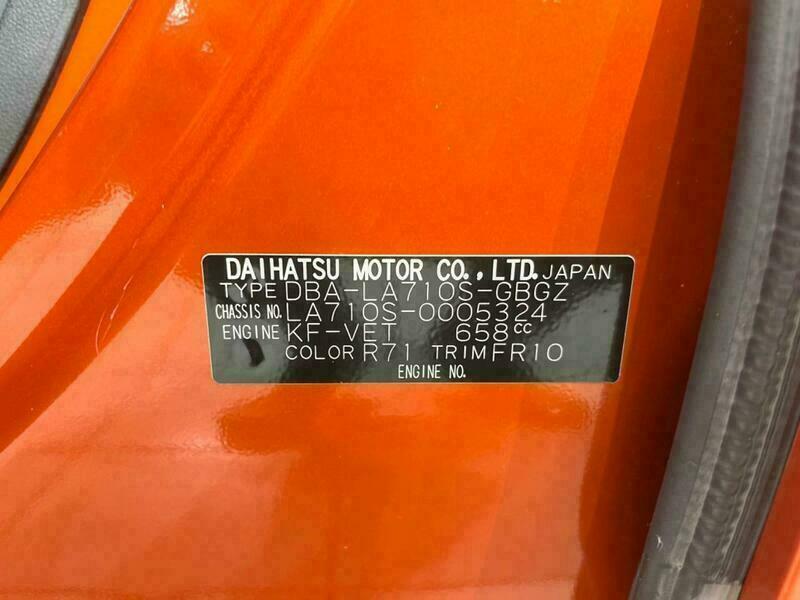 DAIHATSU MOTOR CO., LTD. JAPAN
TYPE DBA-LA710S-GBGZ
CHASSIS NO. LA710S-0005324
ENGINE KF-VET 658cc
COLOR R71 TRIM FR10
ENGINE NO.